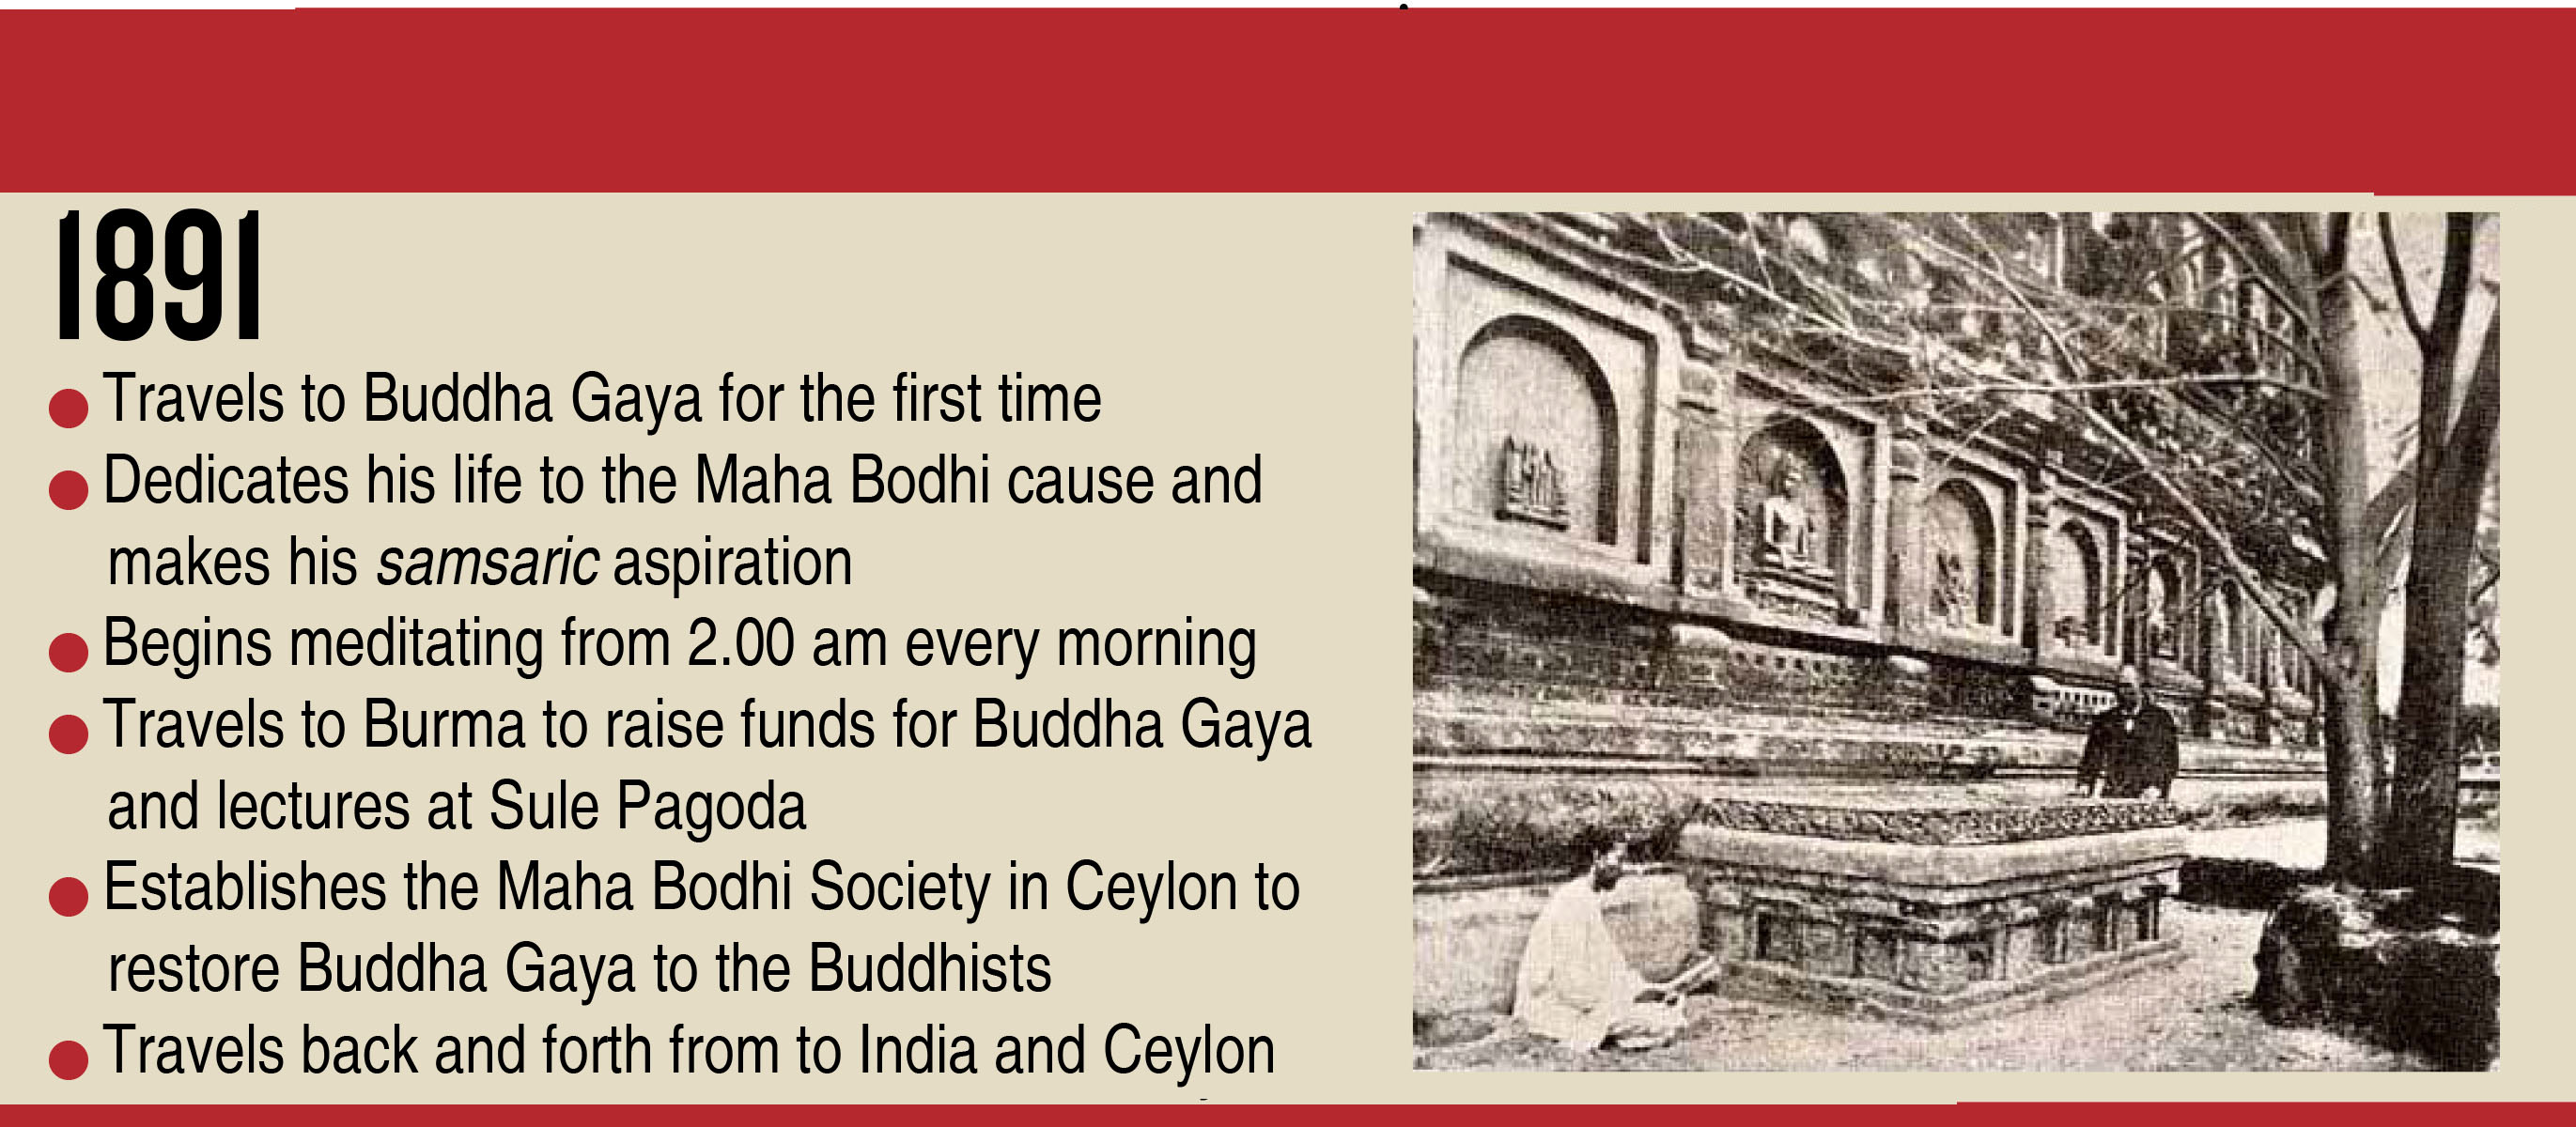 1891
Travels to Buddha Gaya for the first time
Dedicates his life to the Maha Bodhi cause and
makes his samsaric aspiration
Begins meditating from 2.00 am every morning
Travels to Burma to raise funds for Buddha Gaya
and lectures at Sule Pagoda
Establishes the Maha Bodhi Society in Ceylon to
restore Buddha Gaya to the Buddhists
Travels back and forth from to India and Ceylon